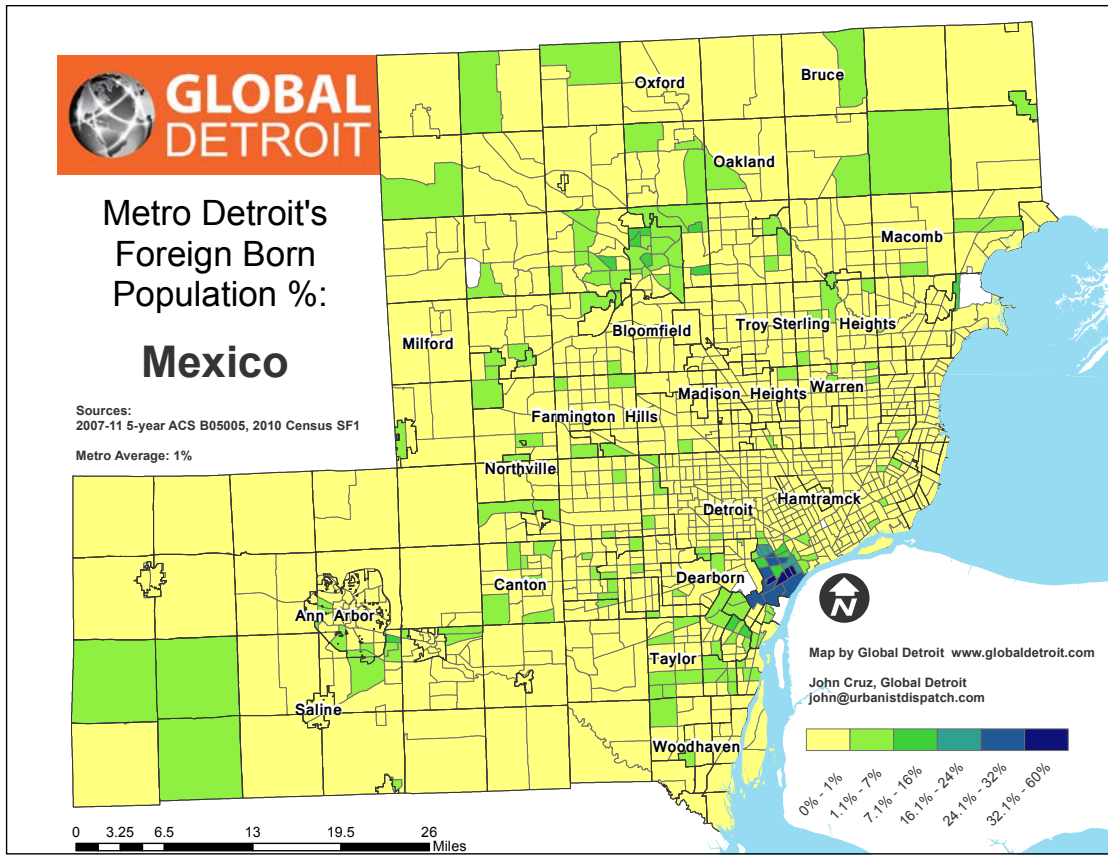 GLOBAL
DETROIT
Metro Detroit's
Foreign Born
Population %:
Mexico
Sources:
2007-11 5-year ACS B05005, 2010 Census SF1
Metro Average: 1%
Oxford
Bruce
Oakland
Macomb
Milford
Bloomfield
Troy
Sterling Heights
Madison Heights
Warren
Farmington Hills
Northville
Detroit
Hamtramck
Canton
Dearborn
Ann Arbor
Taylor
Saline
Woodhaven
N
Map by Global Detroit www.globaldetroit.com
John Cruz, Global Detroit
john@urbanistdispatch.com
0% - 1%
1.1% - 7%
7.1% - 16%
16.1% - 24%
24.1% - 32%
32.1% - 60%
0 3.25 6.5 13 19.5 26
Miles